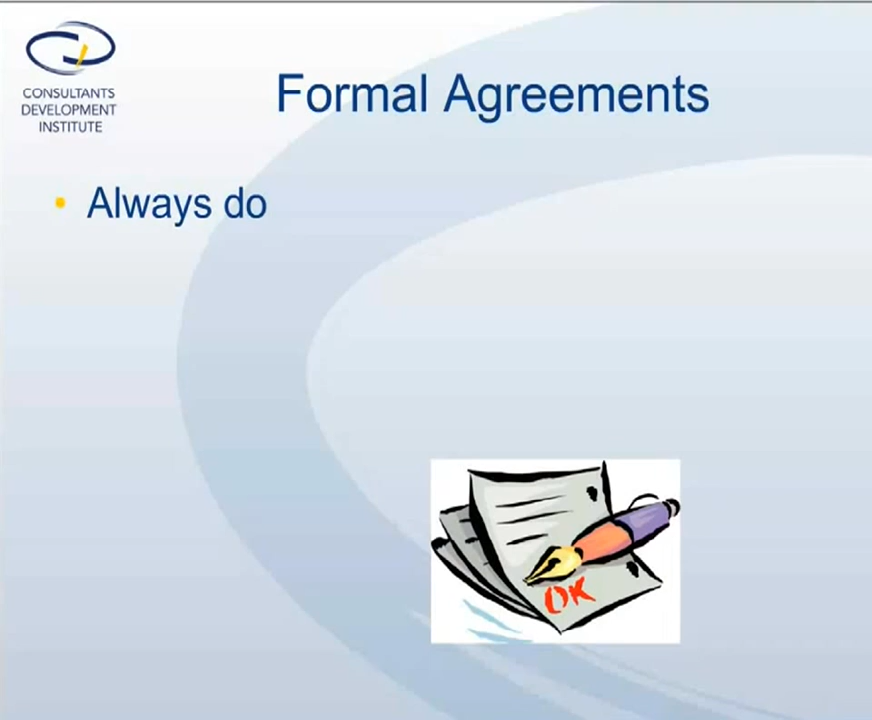 CONSULTANTS
DEVELOPMENT
INSTITUTE
Formal Agreements
• Always do
OK